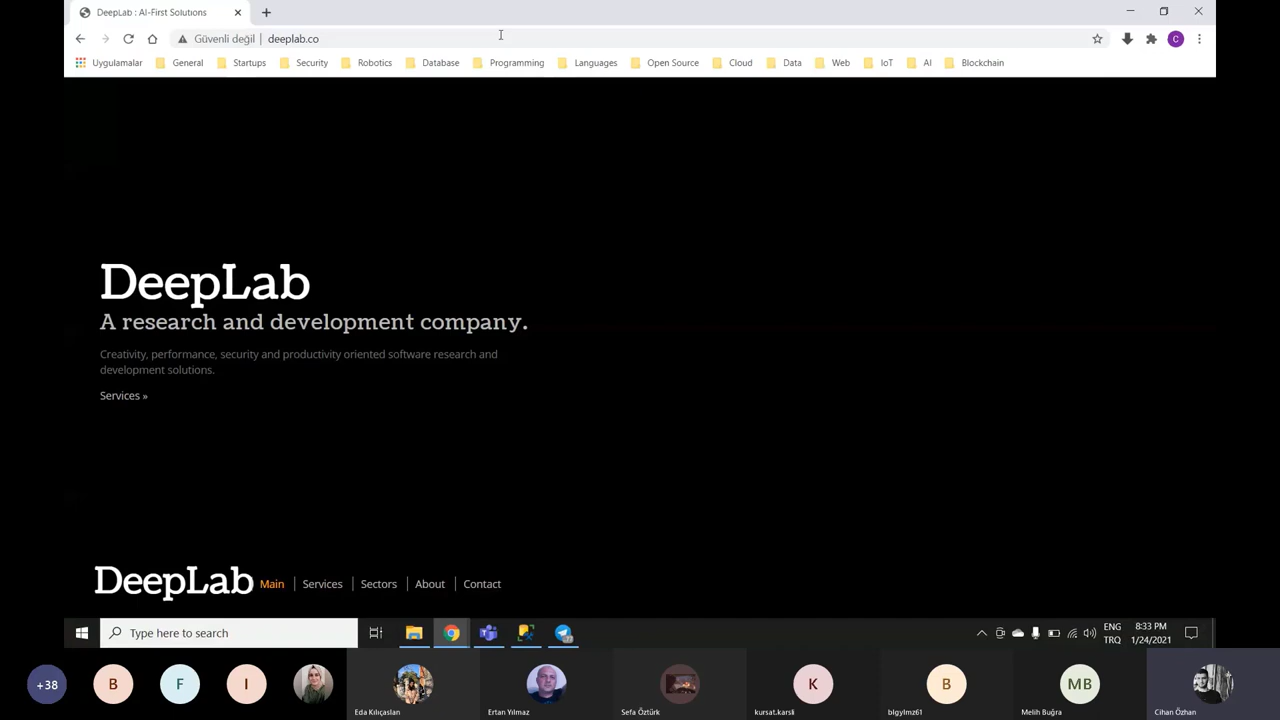 DeepLab : AI-First Solutions
Güvenli değil | deeplab.co
Uygulamalar General Startups Security Robotics Database Programming Languages Open Source Cloud Data Web IoT AI Blockchain
DeepLab
A research and development company.
Creativity, performance, security and productivity oriented software research and
development solutions.
Services »
DeepLab Main Services Sectors About Contact
Type here to search
ENG
TRQ
8:33 PM
1/24/2021
+38 B F I K B MB
Eda Kılıçaslan Ertan Yılmaz Sefa Öztürk kursat.karsli blgylmz61 Melih Buğra Cihan Özhan
C